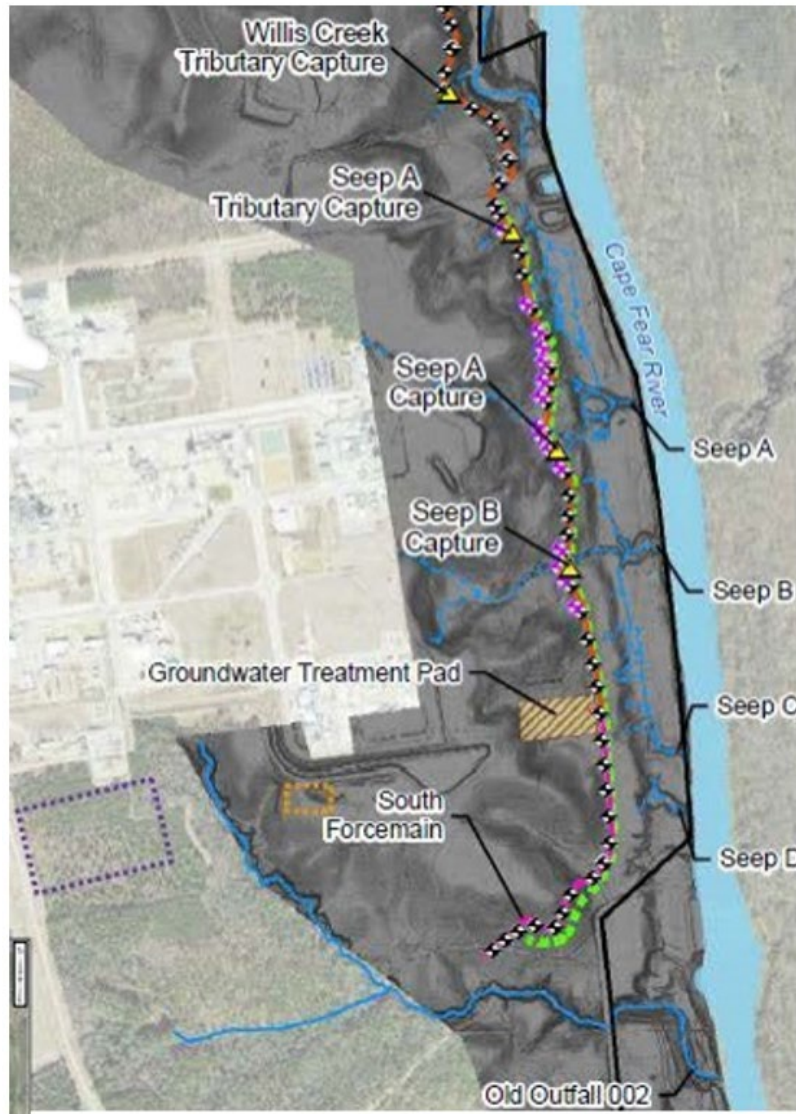 Willis Creek
Tributary Capture
Seep A
Tributary Capture
Cape Fear River
Seep A
Capture
Seep A
Seep B
Capture
Seep B
Groundwater Treatment Pad
Seep C
South
Forcemain
Seep D
Old Outfall 002